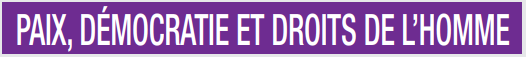 PAIX, DÉMOCRATIE ET DROITS DE L’HOMME